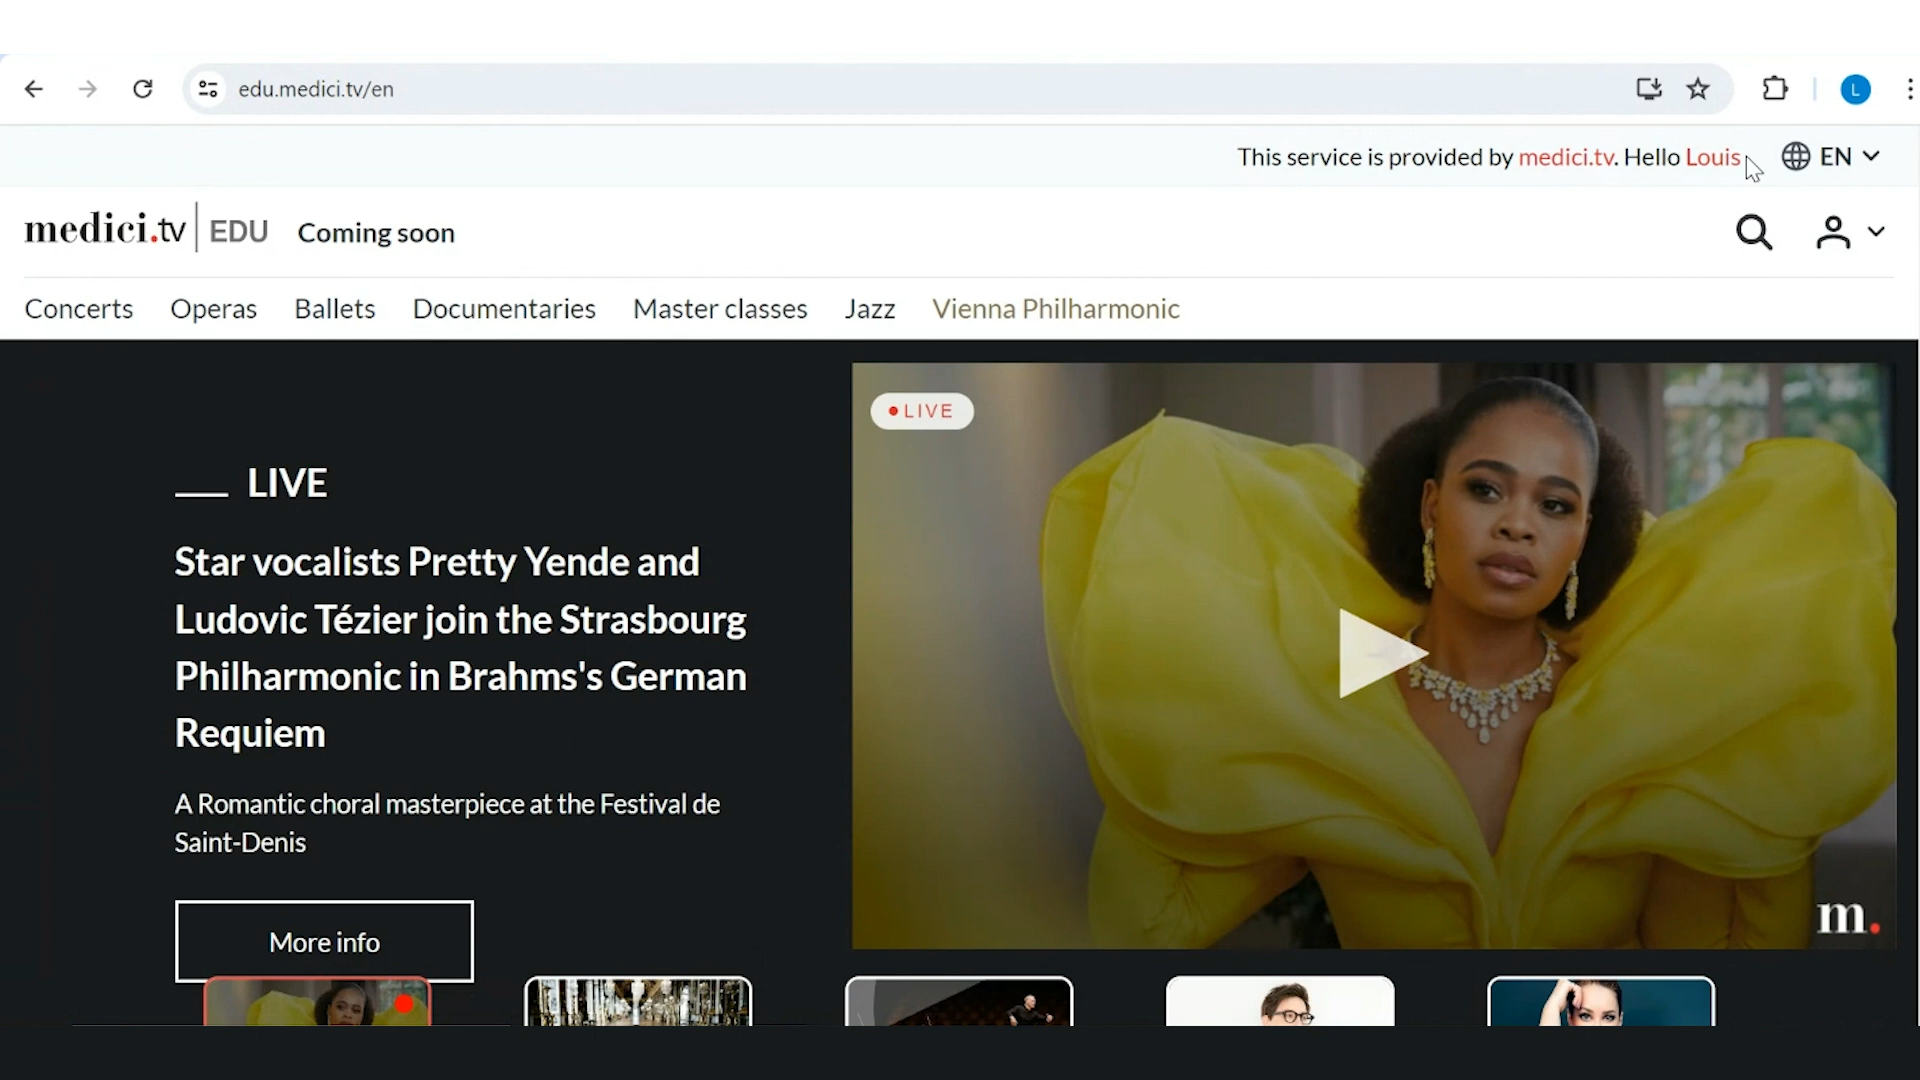 edu.medici.tv/en
L
This service is provided by medici.tv. Hello Louis
EN
medici.tv EDU Coming soon
Concerts Operas Ballets Documentaries Master classes Jazz Vienna Philharmonic
LIVE
LIVE
Star vocalists Pretty Yende and
Ludovic Tézier join the Strasbourg
Philharmonic in Brahms's German
Requiem
A Romantic choral masterpiece at the Festival de
Saint-Denis
More info
m.